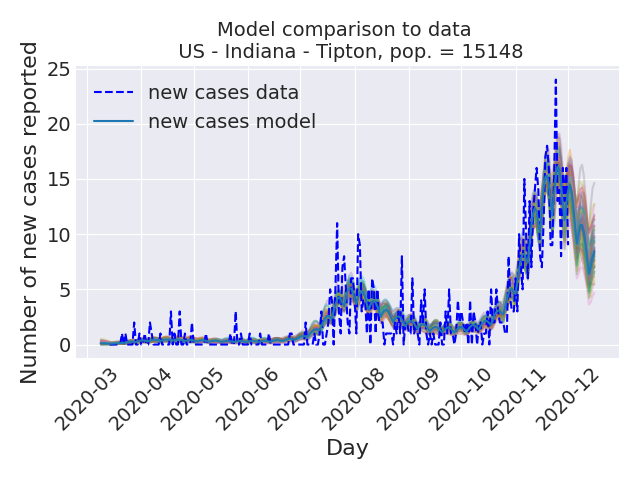 Model comparison to data
US - Indiana - Tipton, pop. = 15148
Number of new cases reported
25
20
15
10
5
0
new cases data
new cases model
2020-03
2020-04
2020-05
2020-06
2020-07
2020-08
2020-09
2020-10
2020-11
2020-12
Day